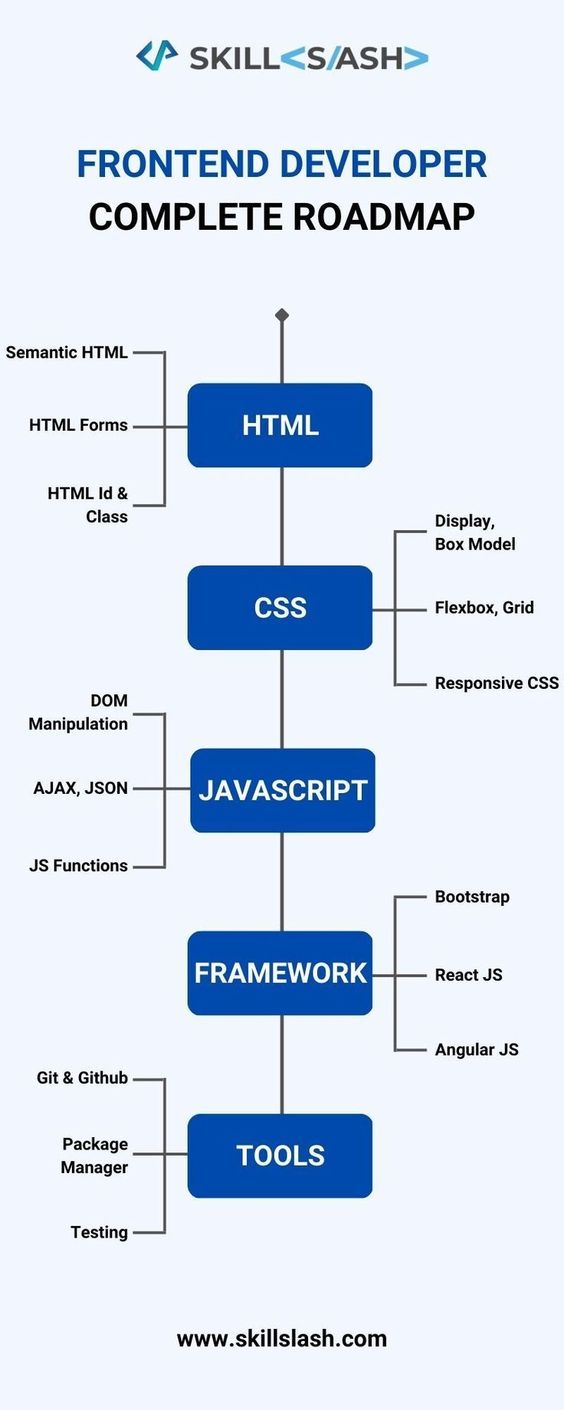 SKILL<S/ASH>
FRONTEND DEVELOPER
COMPLETE ROADMAP
Semantic HTML
HTML Forms
HTML Id &
Class
HTML
Display,
Box Model
Flexbox, Grid
Responsive CSS
CSS
DOM
Manipulation
AJAX, JSON
JS Functions
JAVASCRIPT
Bootstrap
React JS
Angular JS
FRAMEWORK
Git & Github
Package
Manager
Testing
TOOLS
www.skillslash.com